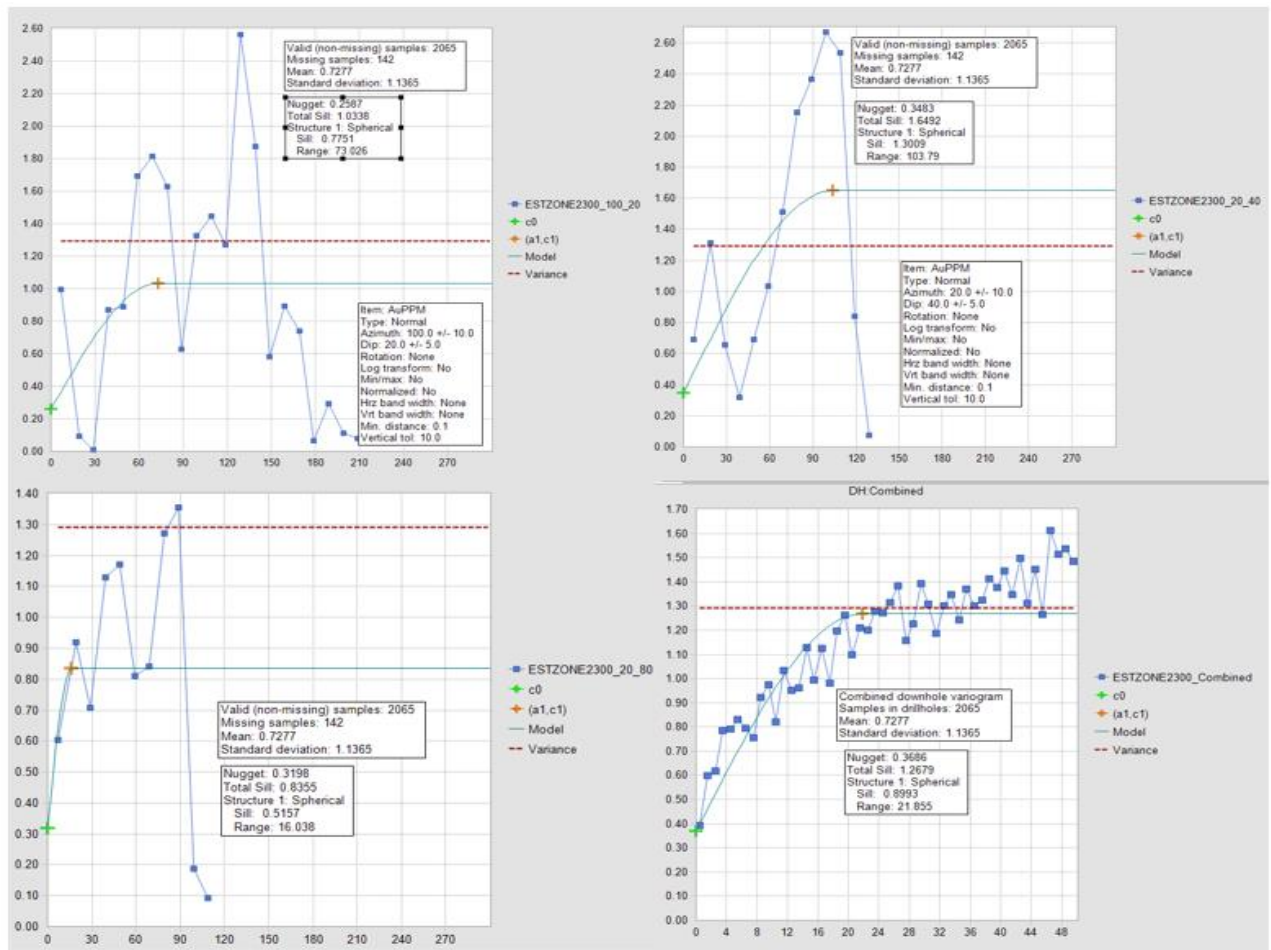 2.60
2.40
2.20
2.00
1.80
1.60
1.40
1.20
1.00
0.80
0.60
0.40
0.20
0.00
0 30 60 90 120 150 180 210 240 270
Valid (non-missing) samples: 2065
Missing samples: 142
Mean: 0.7277
Standard deviation: 1.1365
Nugget: 0.2587
Total Sill: 1.0338
Structure 1: Spherical
Sill: 0.7751
Range: 73.026
Item: AuPPM
Type: Normal
Azimuth: 100.0 +/- 10.0
Dip: 20.0 +/- 5.0
Rotation: None
Log transform: No
Min/max: No
Normalized: No
Hrz band width: None
Vrt band width: None
Min. distance: 0.1
Vertical tol: 10.0
ESTZONE2300_100_20
c0
(a1,c1)
Model
Variance
2.60
2.40
2.20
2.00
1.80
1.60
1.40
1.20
1.00
0.80
0.60
0.40
0.20
0.00
0 30 60 90 120 150 180 210 240 270
Valid (non-missing) samples: 2065
Missing samples: 142
Mean: 0.7277
Standard deviation: 1.1365
Nugget: 0.3483
Total Sill: 1.6492
Structure 1: Spherical
Sill: 1.3009
Range: 103.79
Item: AuPPM
Type: Normal
Azimuth: 20.0 +/- 10.0
Dip: 40.0 +/- 5.0
Rotation: None
Log transform: No
Min/max: No
Normalized: No
Hrz band width: None
Vrt band width: None
Min. distance: 0.1
Vertical tol: 10.0
ESTZONE2300_20_40
c0
(a1,c1)
Model
Variance
1.40
1.30
1.20
1.10
1.00
0.90
0.80
0.70
0.60
0.50
0.40
0.30
0.20
0.10
0.00
0 30 60 90 120 150 180 210 240 270
Valid (non-missing) samples: 2065
Missing samples: 142
Mean: 0.7277
Standard deviation: 1.1365
Nugget: 0.3198
Total Sill: 0.8355
Structure 1: Spherical
Sill: 0.5157
Range: 16.038
ESTZONE2300_20_80
c0
(a1,c1)
Model
Variance
DH:Combined
1.70
1.60
1.50
1.40
1.30
1.20
1.10
1.00
0.90
0.80
0.70
0.60
0.50
0.40
0.30
0.20
0.10
0.00
0 4 8 12 16 20 24 28 32 36 40 44 48
Combined downhole variogram
Samples in drillholes: 2065
Mean: 0.7277
Standard deviation: 1.1365
Nugget: 0.3686
Total Sill: 1.2679
Structure 1: Spherical
Sill: 0.8993
Range: 21.855
ESTZONE2300_Combined
c0
(a1,c1)
Model
Variance